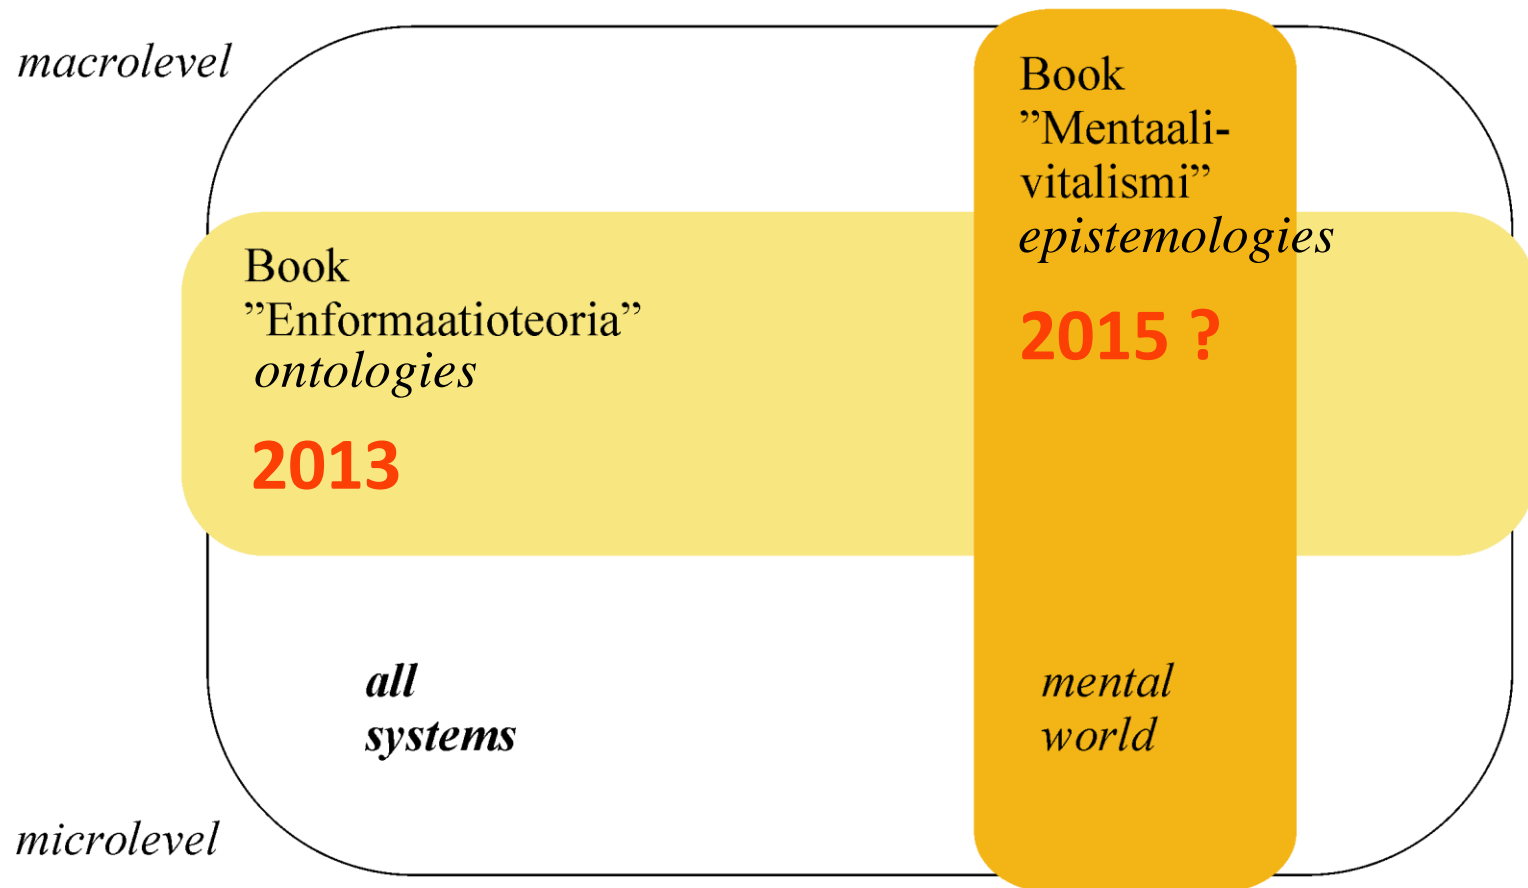 macrolevel
Book
”Mentaali-
vitalismi”
epistemologies
2015 ?
Book
”Enformaatioteoria”
ontologies
2013
all
systems
mental
world
microlevel